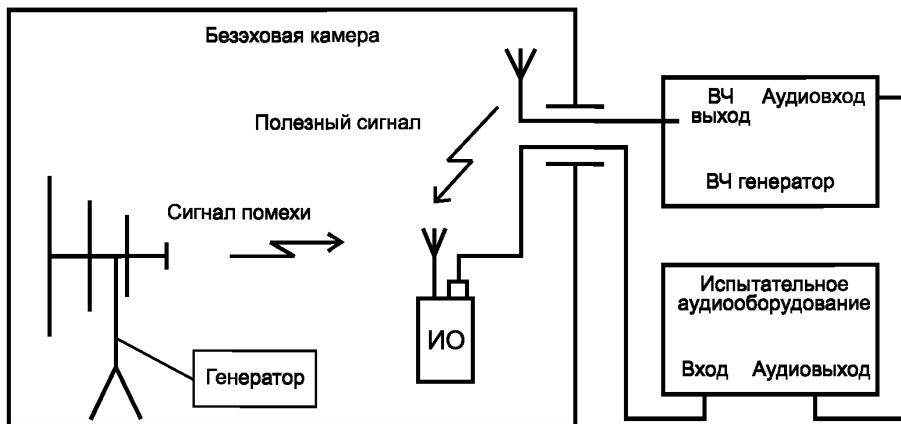 Безэховая камера
Полезный сигнал
Сигнал помехи
Генератор
ИО
ВЧ
выход
Аудиовход
ВЧ генератор
Испытательное
аудиооборудование
Вход
Аудиовыход